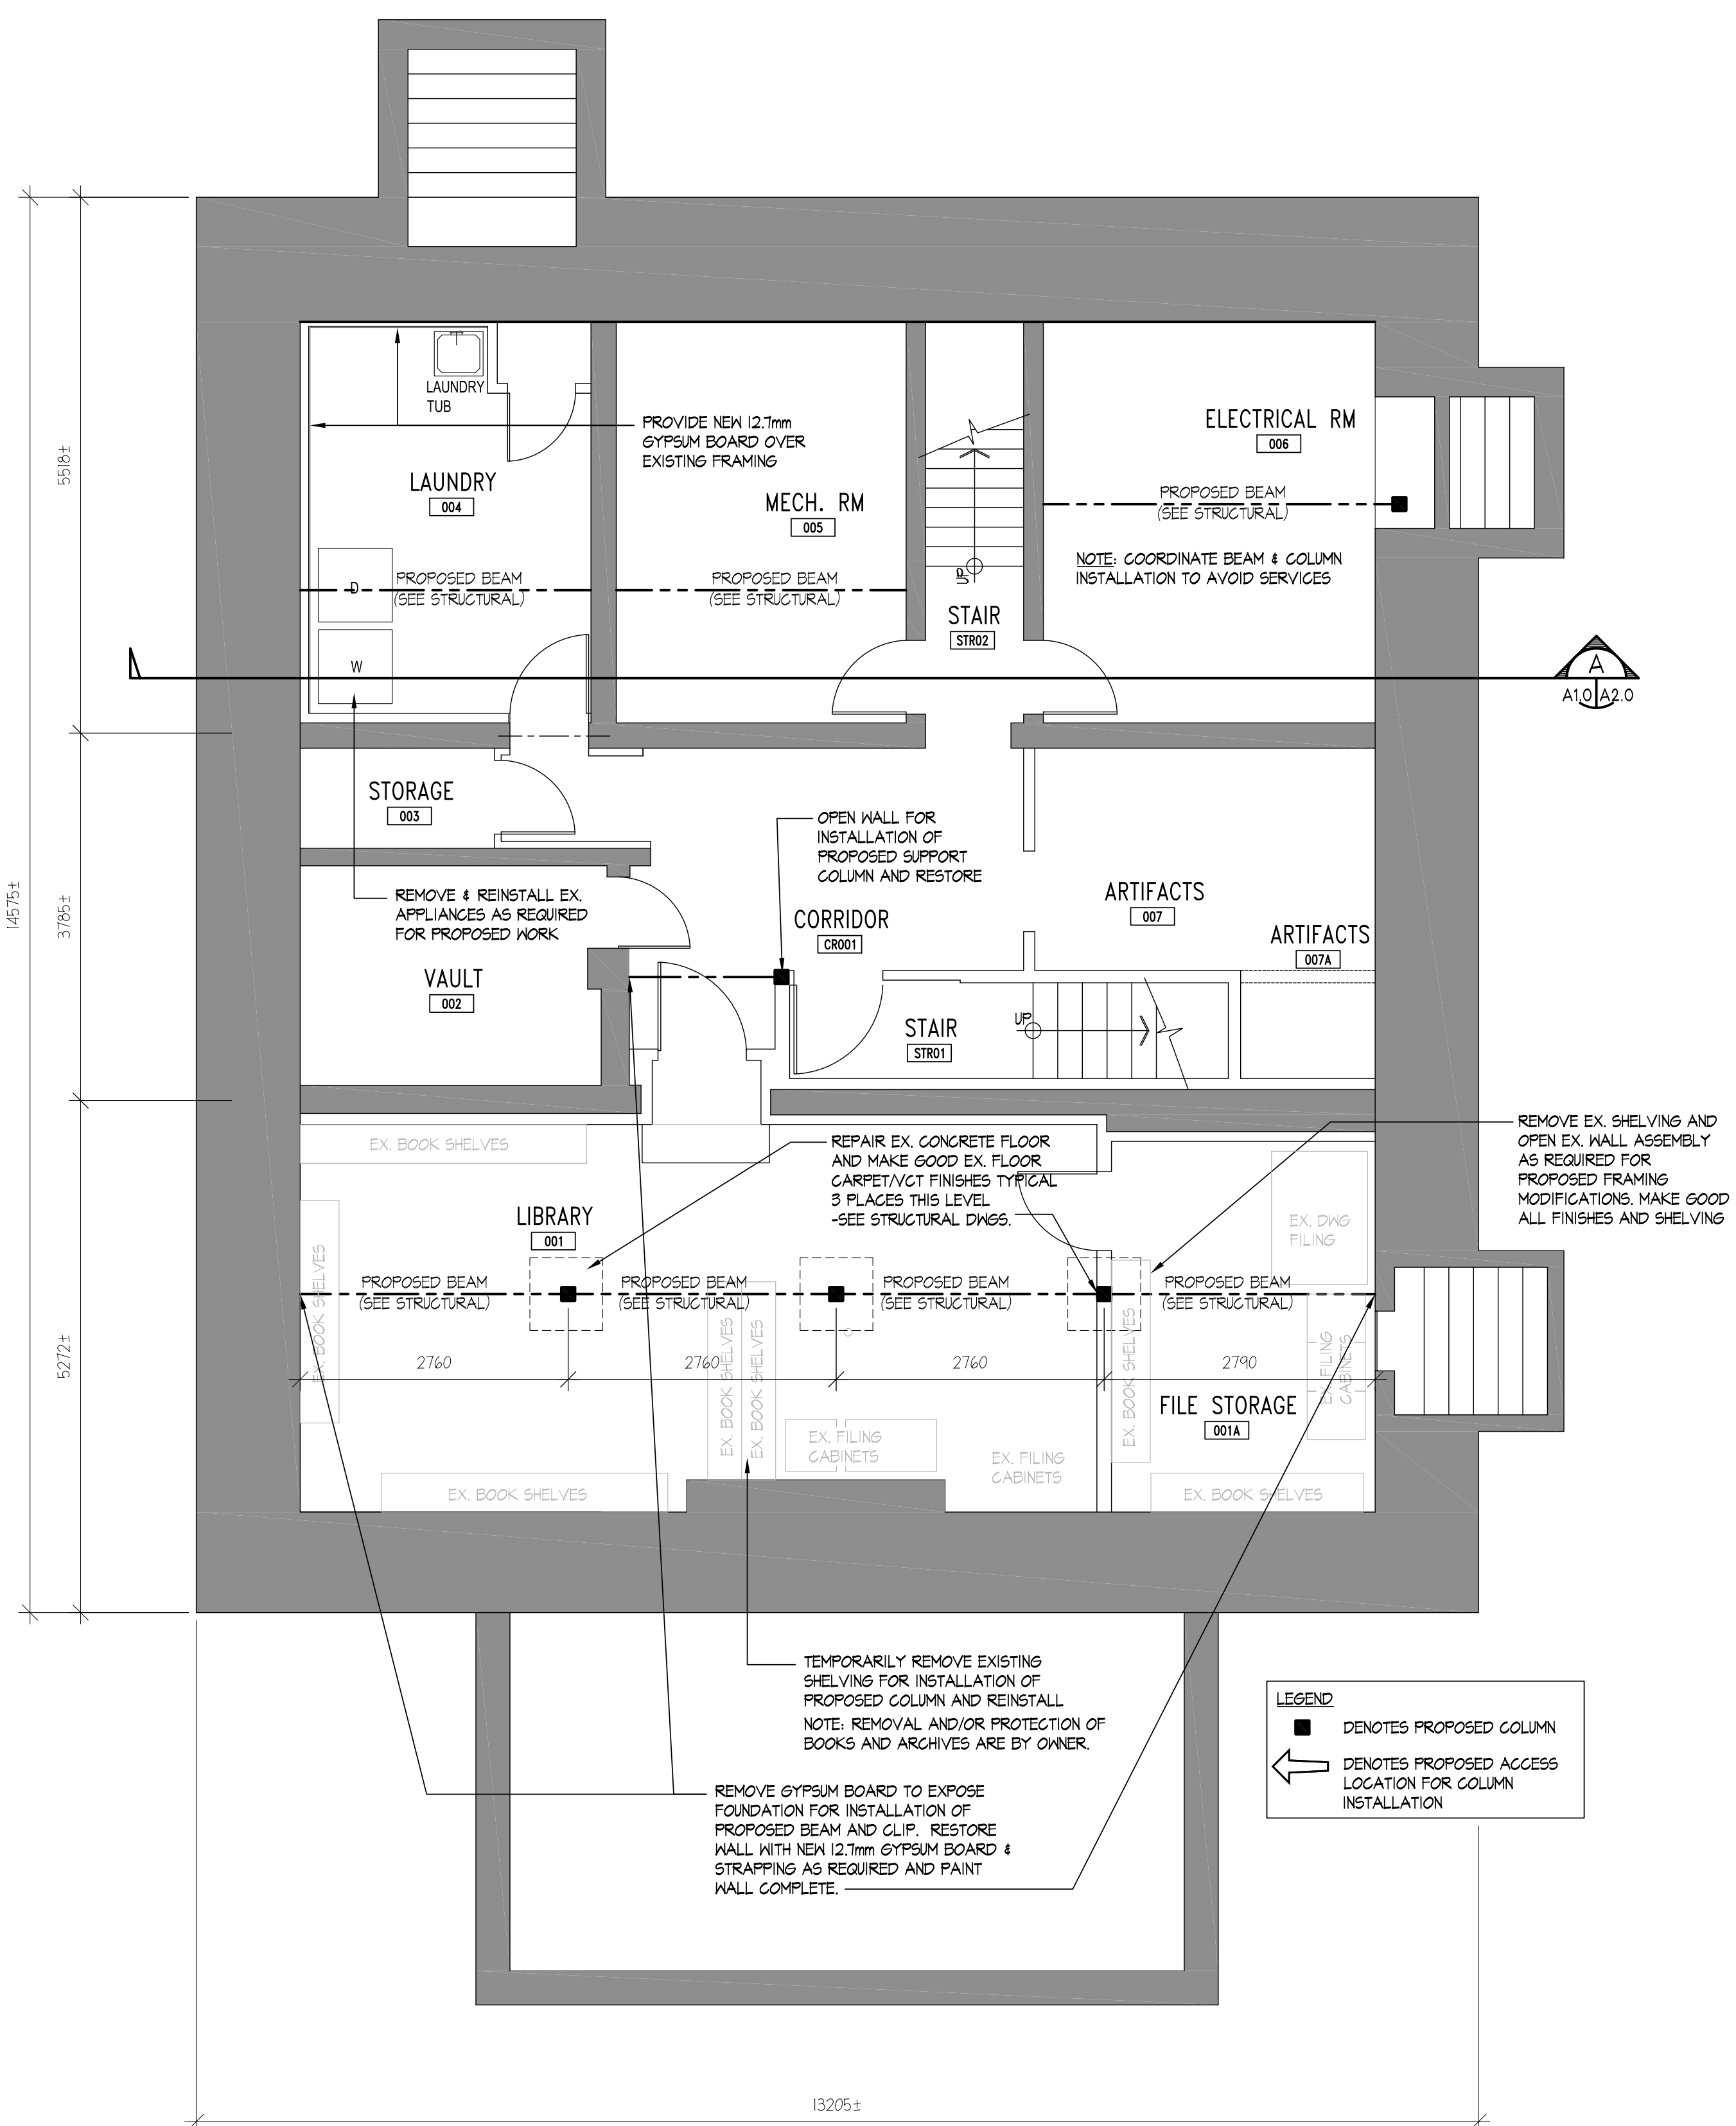 LAUNDRY
TUB
PROVIDE NEW 12.7mm
GYPSUM BOARD OVER
EXISTING FRAMING
ELECTRICAL RM
006
LAUNDRY
004
MECH. RM
005
PROPOSED BEAM
(SEE STRUCTURAL)
NOTE: COORDINATE BEAM & COLUMN
INSTALLATION TO AVOID SERVICES
5518±
D
PROPOSED BEAM
(SEE STRUCTURAL)
PROPOSED BEAM
(SEE STRUCTURAL)
UP
STAIR
STR02
W
A
A1.0
A2.0
STORAGE
003
OPEN WALL FOR
INSTALLATION OF
PROPOSED SUPPORT
COLUMN AND RESTORE
14575±
3785±
REMOVE & REINSTALL EX.
APPLIANCES AS REQUIRED
FOR PROPOSED WORK
ARTIFACTS
007
CORRIDOR
CR001
ARTIFACTS
007A
VAULT
002
STAIR
STR01
UP
REMOVE EX. SHELVING AND
OPEN EX. WALL ASSEMBLY
AS REQUIRED FOR
PROPOSED FRAMING
MODIFICATIONS. MAKE GOOD
ALL FINISHES AND SHELVING
EX. BOOK SHELVES
REPAIR EX. CONCRETE FLOOR
AND MAKE GOOD EX. FLOOR
CARPET/VCT FINISHES TYPICAL
3 PLACES THIS LEVEL
-SEE STRUCTURAL DWGS.
LIBRARY
001
EX. DWG
FILING
EX. BOOK SHELVES
PROPOSED BEAM
(SEE STRUCTURAL)
PROPOSED BEAM
(SEE STRUCTURAL)
PROPOSED BEAM
(SEE STRUCTURAL)
PROPOSED BEAM
(SEE STRUCTURAL)
5272±
2760
2760
2760
2790
EX. BOOK SHELVES
EX. BOOK SHELVES
EX. BOOK SHELVES
EX. FILING
CABINETS
FILE STORAGE
001A
EX. FILING
CABINETS
EX. FILING
CABINETS
EX. BOOK SHELVES
EX. BOOK SHELVES
TEMPORARILY REMOVE EXISTING
SHELVING FOR INSTALLATION OF
PROPOSED COLUMN AND REINSTALL
NOTE: REMOVAL AND/OR PROTECTION OF
BOOKS AND ARCHIVES ARE BY OWNER.
LEGEND
DENOTES PROPOSED COLUMN
DENOTES PROPOSED ACCESS
LOCATION FOR COLUMN
INSTALLATION
REMOVE GYPSUM BOARD TO EXPOSE
FOUNDATION FOR INSTALLATION OF
PROPOSED BEAM AND CLIP. RESTORE
WALL WITH NEW 12.7mm GYPSUM BOARD &
STRAPPING AS REQUIRED AND PAINT
WALL COMPLETE.
13205±